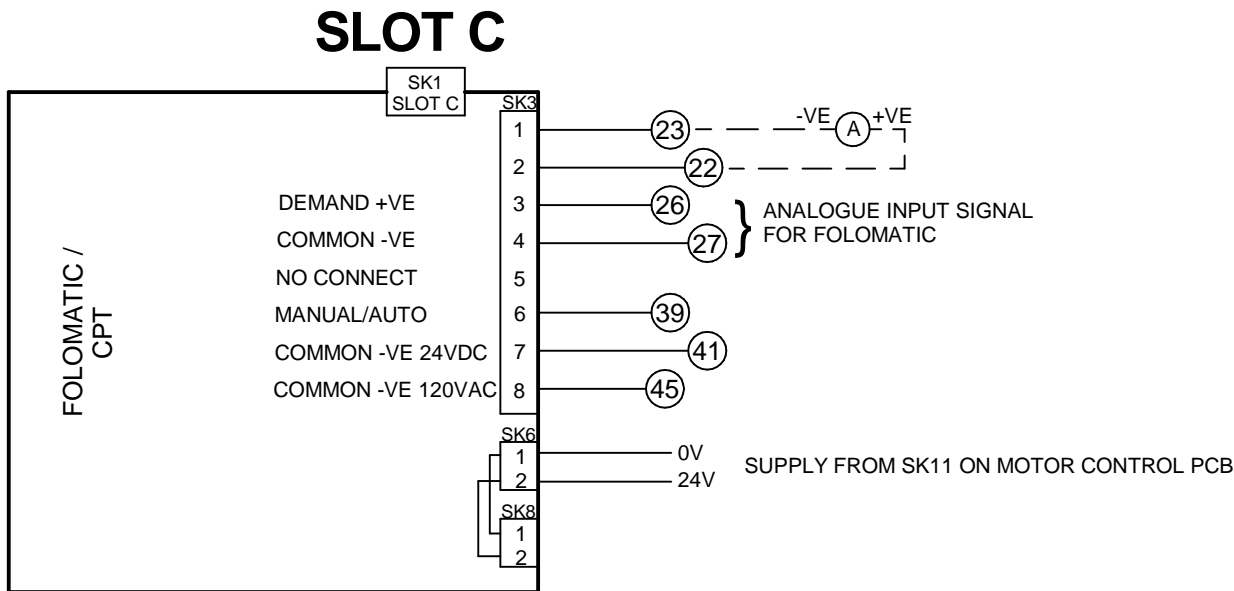 SLOT C
SK1
SLOT C
SK3
1 23 -VE A +VE
2 22
DEMAND +VE 3 26
COMMON -VE 4 27
ANALOGUE INPUT SIGNAL
FOR FOLOMATIC
NO CONNECT 5
MANUAL/AUTO 6 39
COMMON -VE 24VDC 7 41
COMMON -VE 120VAC 8 45
FOLOMATIC /
CPT
SK6
1 0V
2 24V
SUPPLY FROM SK11 ON MOTOR CONTROL PCB
SK8
1
2